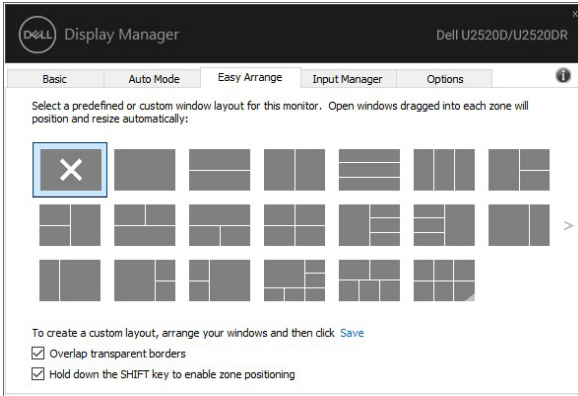 DELL Display Manager Dell U2520D/U2520DR
Basic Auto Mode Easy Arrange Input Manager Options
Select a predefined or custom window layout for this monitor. Open windows dragged into each zone will
position and resize automatically:
To create a custom layout, arrange your windows and then click Save
Overlap transparent borders
Hold down the SHIFT key to enable zone positioning